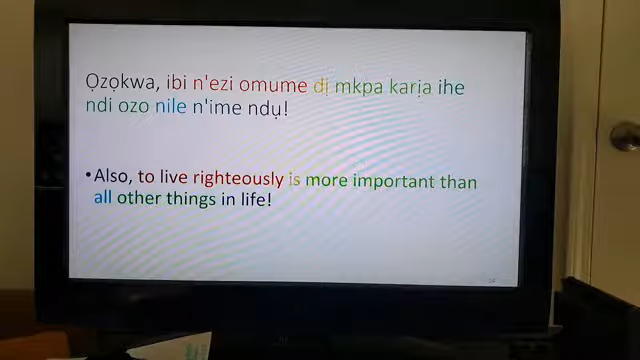 Ọzọkwa, ibi n'ezi omume dị mkpa karịa ihe
ndi ozo nile n'ime ndụ!
•Also, to live righteously is more important than
all other things in life!